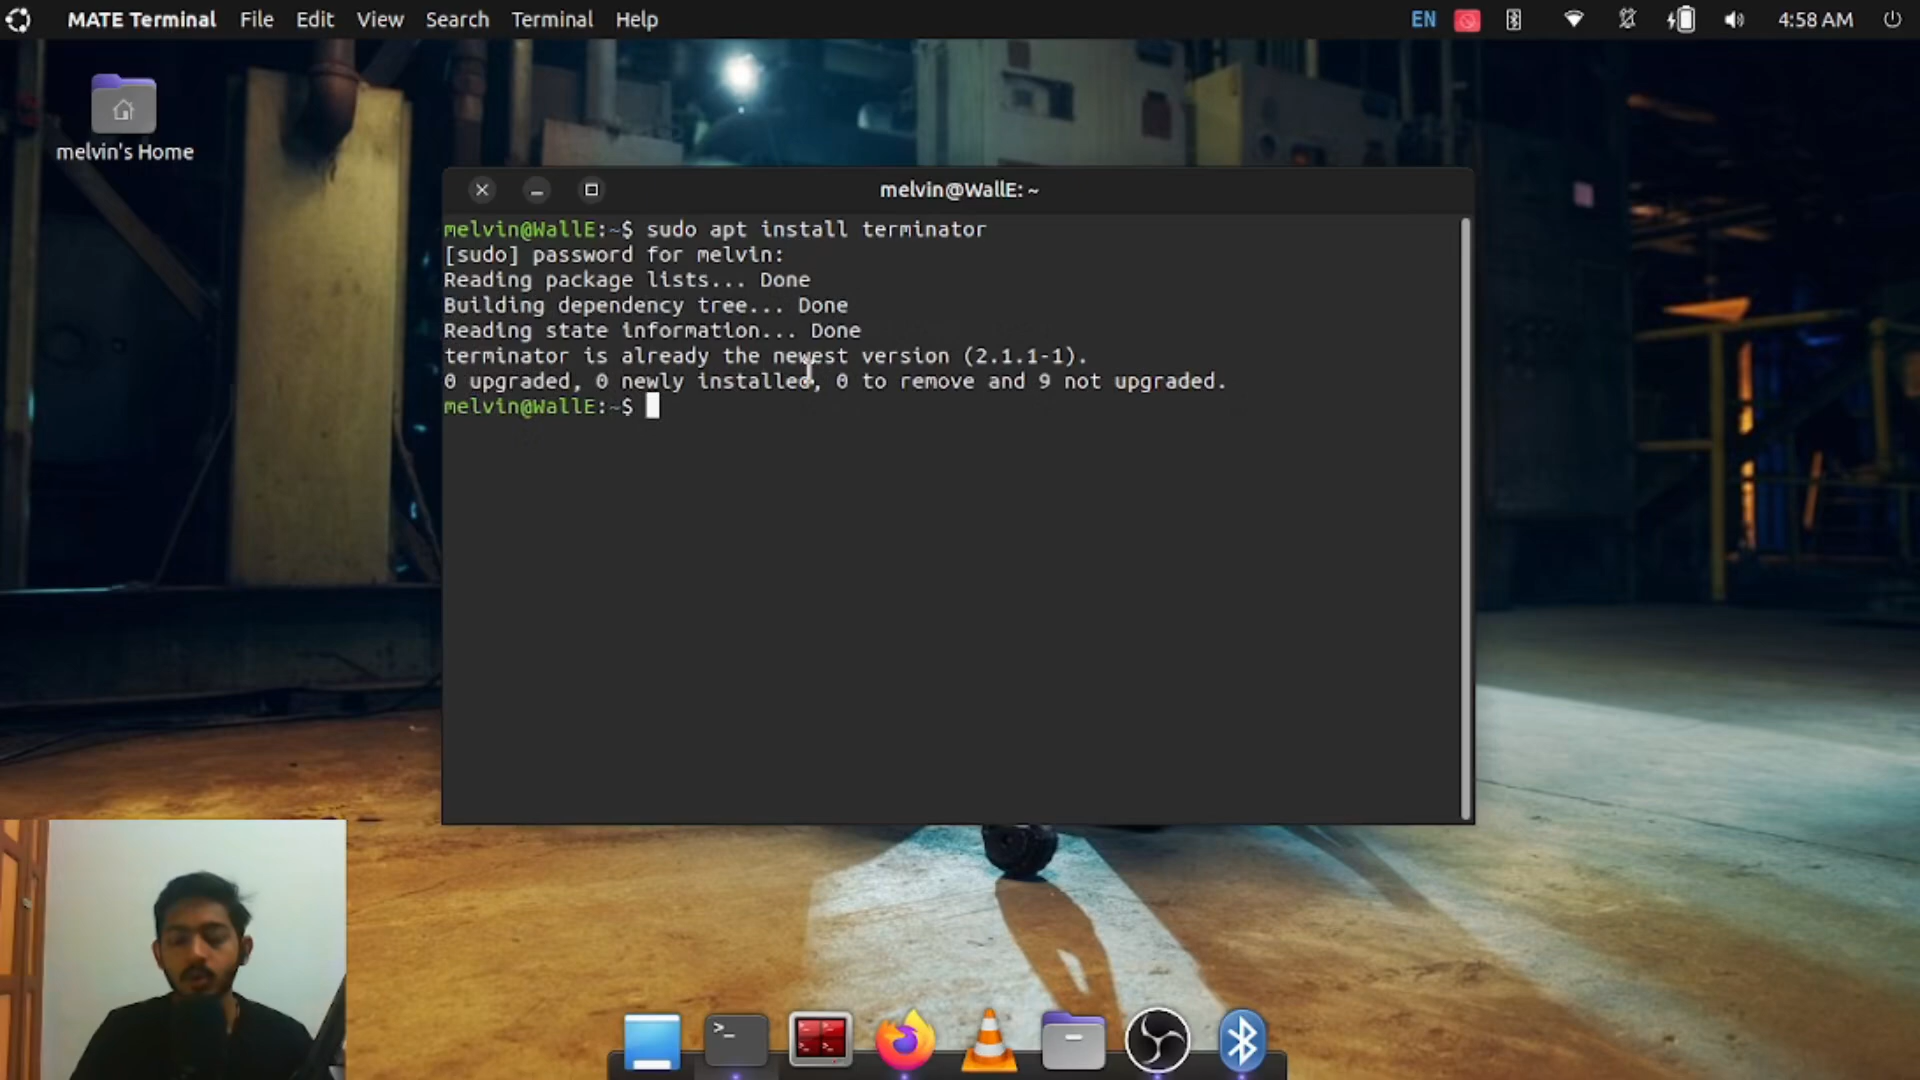 MATE Terminal File Edit View Search Terminal Help
EN 4:58 AM
melvin's Home
melvin@WallE: ~
melvin@WallE:~$ sudo apt install terminator
[sudo] password for melvin:
Reading package lists... Done
Building dependency tree... Done
Reading state information... Done
terminator is already the newest version (2.1.1-1).
0 upgraded, 0 newly installed, 0 to remove and 9 not upgraded.
melvin@WallE:~$